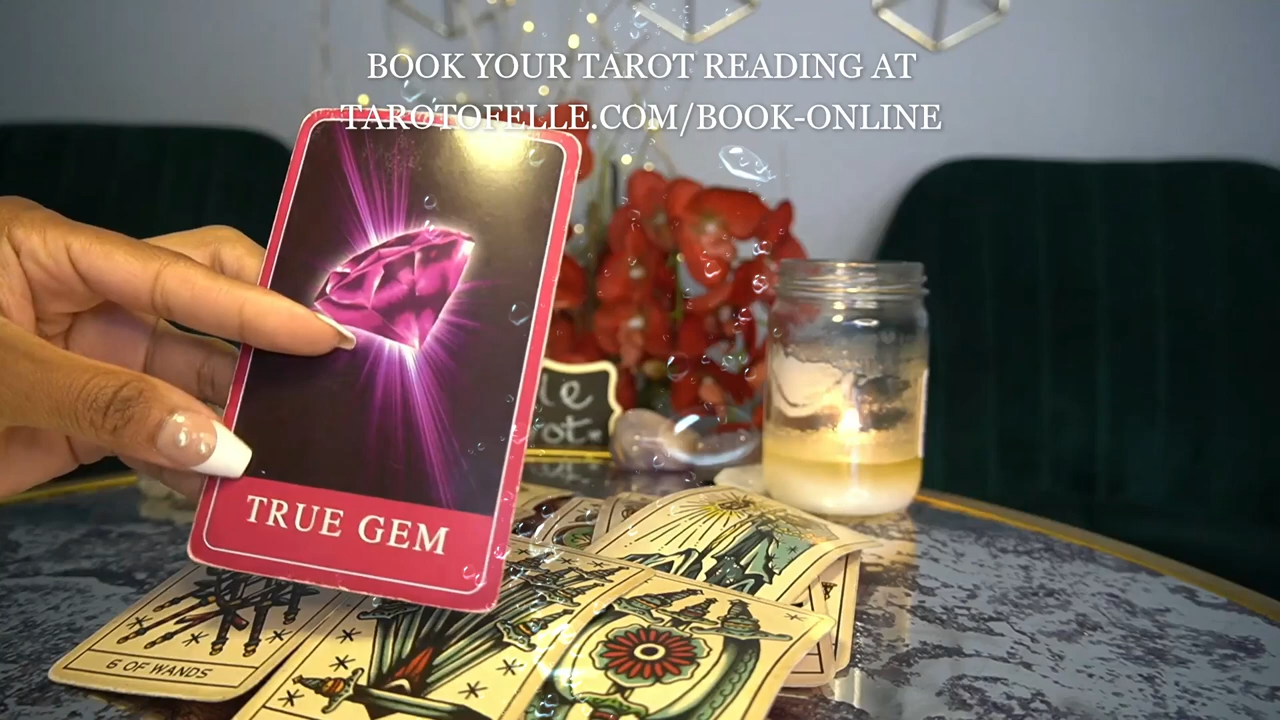 BOOK YOUR TAROT READING AT
TAROTOFELLE.COM/BOOK-ONLINE
TRUE GEM
6 OF WANDS